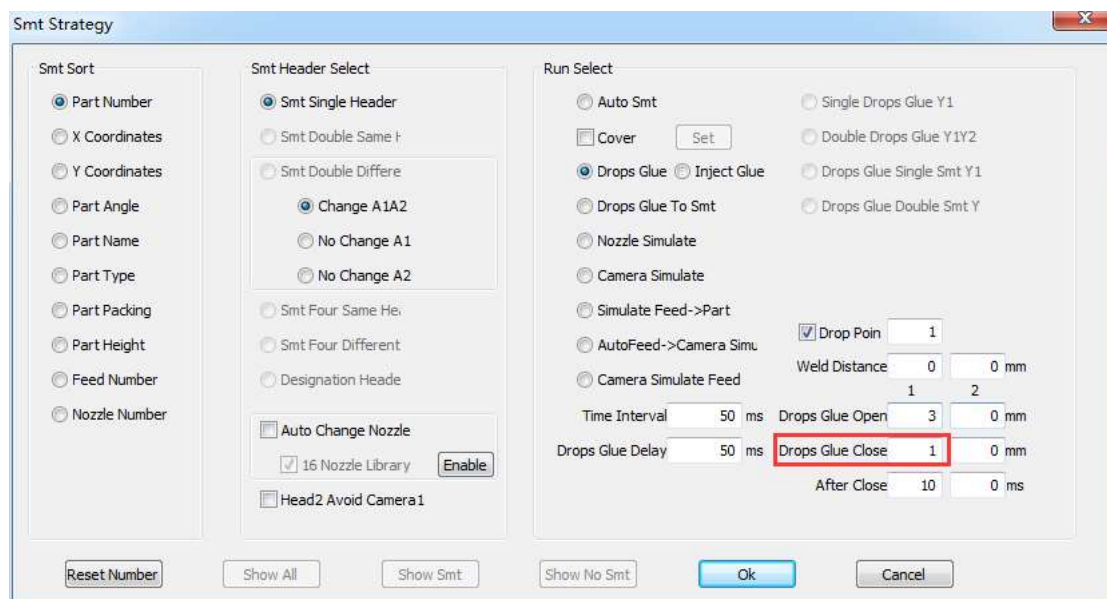 Smt Strategy
Smt Sort
Part Number
X Coordinates
Y Coordinates
Part Angle
Part Name
Part Type
Part Packing
Part Height
Feed Number
Nozzle Number
Smt Header Select
Smt Single Header
Smt Double Same H
Smt Double Differe
Change A1A2
No Change A1
No Change A2
Smt Four Same He
Smt Four Different
Designation Heade
Auto Change Nozzle
16 Nozzle Library Enable
Head2 Avoid Camera1
Run Select
Auto Smt Single Drops Glue Y1
Cover Set Double Drops Glue Y1Y2
Drops Glue Inject Glue Drops Glue Single Smt Y1
Drops Glue To Smt Drops Glue Double Smt Y
Nozzle Simulate
Camera Simulate
Simulate Feed->Part
Drop Poin 1
AutoFeed->Camera Simu
Weld Distance 0 0 mm
Camera Simulate Feed
1 2
Time Interval 50 ms Drops Glue Open 3 0 mm
Drops Glue Delay 50 ms Drops Glue Close 1 0 mm
After Close 10 0 ms
Reset Number Show All Show Smt Show No Smt Ok Cancel